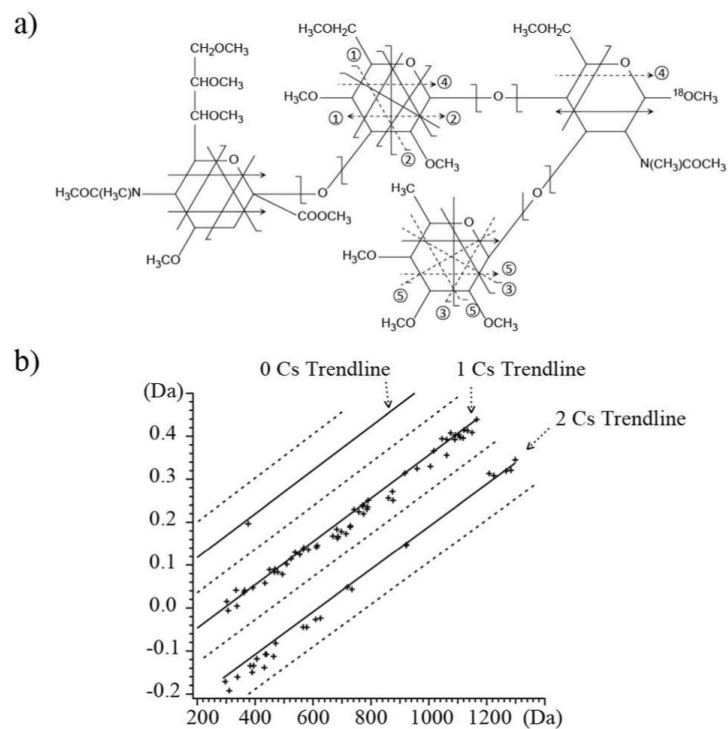 a)
H₃COH₂C
H₃COH₂C
CH₂OCH₃
CHOCH₃
CHOCH₃
①
O
④
O
④
H₃CO
O
¹⁸OCH₃
①
②
②
OCH₃
N(CH₃)COCH₃
O
H₃COC(H₃C)N
O
COOCH₃
O
H₃C
O
H₃CO
H₃CO
⑤
⑤
③
③
⑤
H₃CO
OCH₃
b)
0 Cs Trendline
1 Cs Trendline
2 Cs Trendline
(Da)
0.4
0.3
0.2
0.1
0.0
-0.1
-0.2
200 400 600 800 1000 1200 (Da)